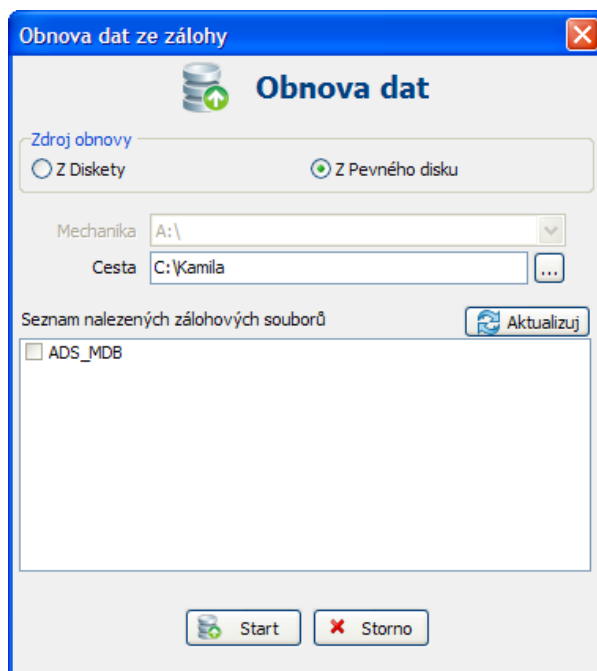 Obnova dat ze zálohy
Obnova dat
Zdroj obnovy
Z Diskety Z Pevného disku
Mechanika A:\
Cesta C:\Kamila ...
Seznam nalezených zálohových souborů Aktualizuj
ADS_MDB
Start Storno